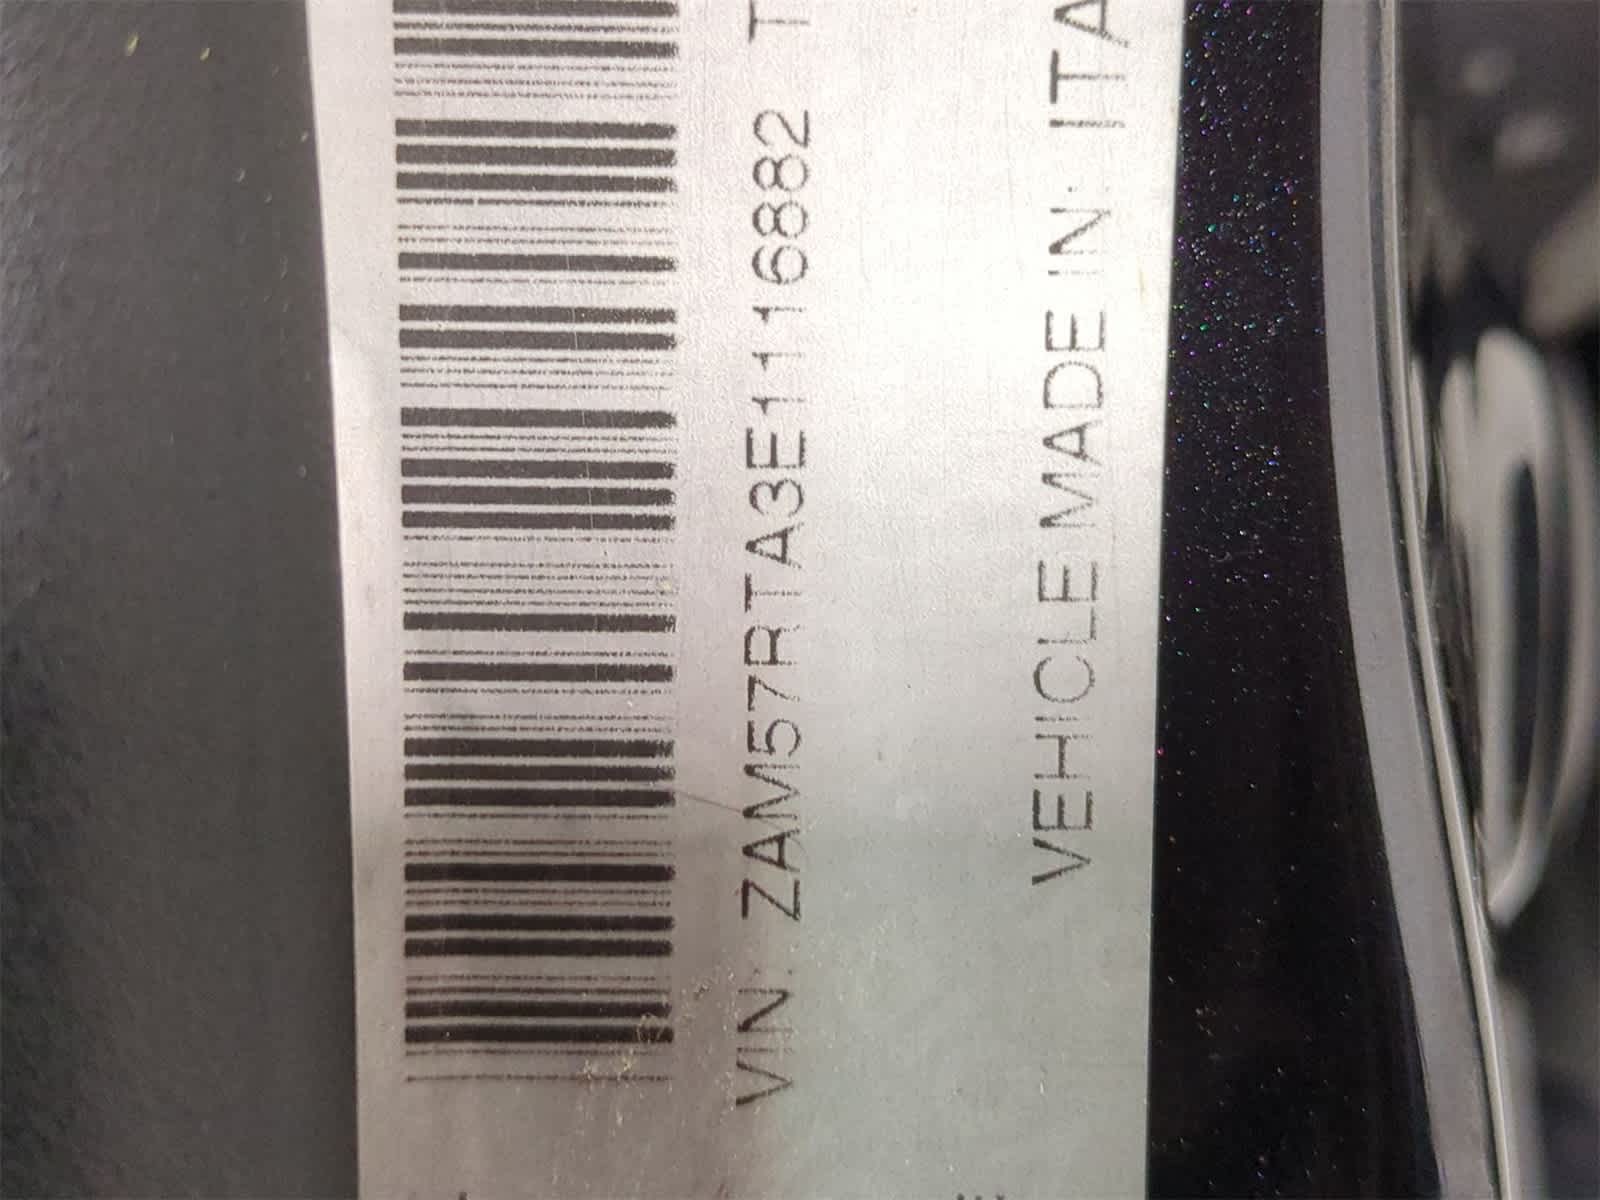 VIN: ZAM57RTA3E1116882 T
VEHICLE MADE IN: ITA